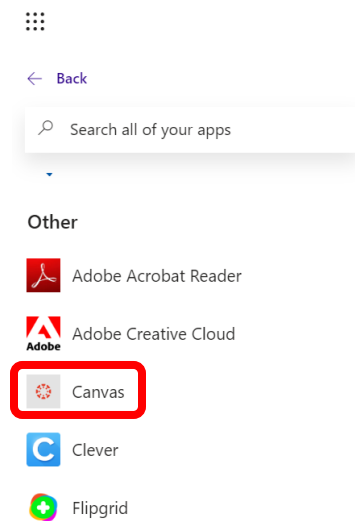 Back
Search all of your apps
Other
Adobe Acrobat Reader
Adobe
Adobe Creative Cloud
Canvas
C
Clever
Flipgrid